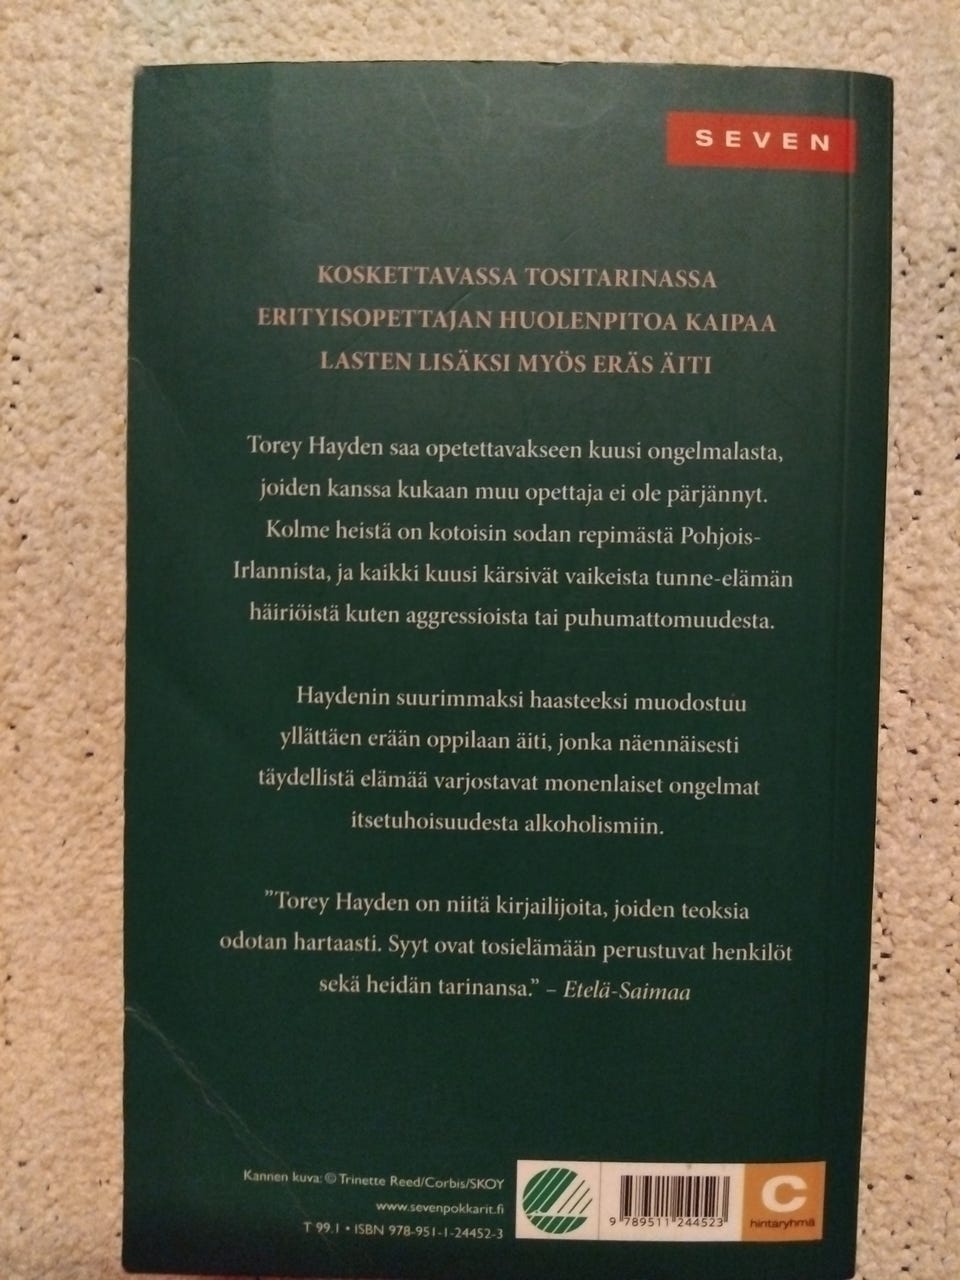 SEVEN
KOSKETTAVASSA TOSITARINASSA
ERITYISOPETTAJAN HUOLENPITOA KAIPAA
LASTEN LISÄKSI MYÖS ERÄS ÄITI
Torey Hayden saa opetettavakseen kuusi ongelmalasta,
joiden kanssa kukaan muu opettaja ei ole pärjännyt.
Kolme heistä on kotoisin sodan repimästä Pohjois-
Irlannista, ja kaikki kuusi kärsivät vaikeista tunne-elämän
häiriöistä kuten aggressioista tai puhumattomuudesta.
Haydenin suurimmaksi haasteeksi muodostuu
yllättäen erään oppilaan äiti, jonka näennäisesti
täydellistä elämää varjostavat monenlaiset ongelmat
itsetuhoisuudesta alkoholismiin.
”Torey Hayden on niitä kirjailijoita, joiden teoksia
odotan hartaasti. Syyt ovat tosielämään perustuvat henkilöt
sekä heidän tarinansa.” – Etelä-Saimaa
Kannen kuva: © Trinette Reed/Corbis/SKOY
www.sevenpokkarit.fi
T 99.1 • ISBN 978-951-1-24452-3
9 789511 244523
C
hintaryhmä